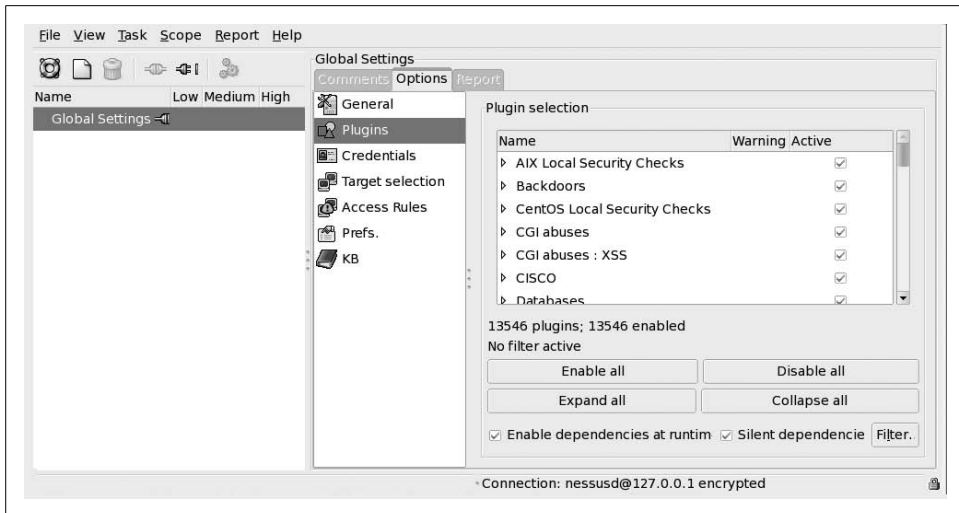 File View Task Scope Report Help
Global Settings
Comments Options Report
Name Low Medium High
Global Settings
General
Plugins
Credentials
Target selection
Access Rules
Prefs.
KB
Plugin selection
Name Warning Active
AIX Local Security Checks
Backdoors
CentOS Local Security Checks
CGI abuses
CGI abuses : XSS
CISCO
Databases
13546 plugins; 13546 enabled
No filter active
Enable all Disable all
Expand all Collapse all
Enable dependencies at runtim Silent dependencie Filter..
Connection: nessusd@127.0.0.1 encrypted